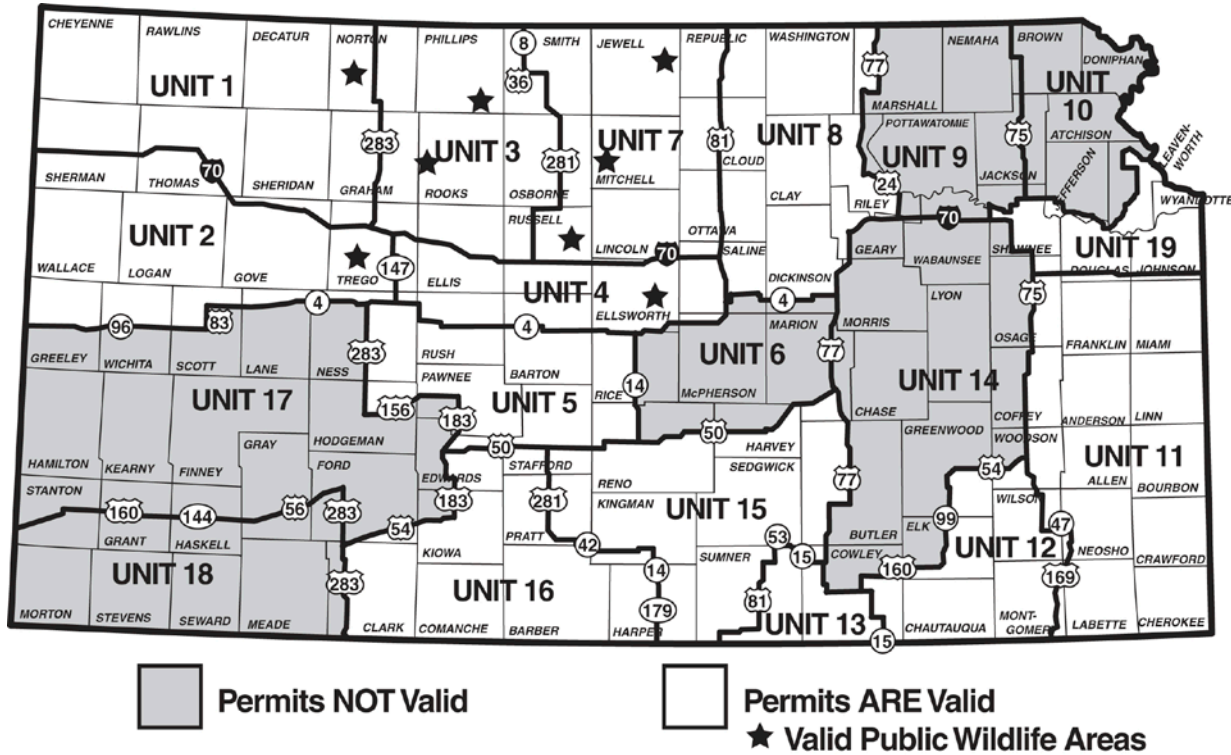 CHEYENNE
RAWLINS
DECATUR
NORTON
PHILLIPS
8
SMITH
JEWELL
REPUBLIC
WASHINGTON
NEMAHA
BROWN
DONIPHAN
36
77
UNIT 1
UNIT
10
MARSHALL
POTTAWATOMIE
ATCHISON
LEAVEN-
WORTH
283
UNIT 3
281
UNIT 7
81
UNIT 8
UNIT 9
75
SHERMAN
THOMAS
70
SHERIDAN
GRAHAM
ROOKS
OSBORNE
MITCHELL
CLOUD
CLAY
24
RILEY
JACKSON
JEFFERSON
WYANDOTTE
RUSSELL
UNIT 2
WALLACE
LOGAN
GOVE
TREGO
147
ELLIS
LINCOLN
70
OTTAWA
SALINE
DICKINSON
GEARY
70
WABAUNSEE
SHAWNEE
UNIT 19
DOUGLAS
JOHNSON
UNIT 4
ELLSWORTH
4
LYON
75
96
83
4
4
MARION
MORRIS
OSAGE
FRANKLIN
MIAMI
GREELEY
WICHITA
SCOTT
LANE
NESS
283
RUSH
PAWNEE
BARTON
RICE
14
UNIT 6
McPHERSON
77
UNIT 14
UNIT 17
156
183
UNIT 5
CHASE
COFFEY
ANDERSON
LINN
GRAY
HODGEMAN
50
50
HARVEY
GREENWOOD
WOODSON
HAMILTON
KEARNY
FINNEY
FORD
EDWARDS
STAFFORD
RENO
SEDGWICK
54
UNIT 11
ALLEN
BOURBON
STANTON
160
144
56
283
183
281
KINGMAN
77
WILSON
54
PRATT
UNIT 15
BUTLER
ELK
99
47
GRANT
HASKELL
KIOWA
42
SUMNER
53
15
COWLEY
160
UNIT 12
NEOSHO
CRAWFORD
UNIT 18
283
UNIT 16
14
81
169
MORTON
STEVENS
SEWARD
MEADE
CLARK
COMANCHE
BARBER
HARPER
179
UNIT 13
15
CHAUTAUQUA
MONT-
GOMER
LABETTE
CHEROKEE
Permits NOT Valid
Permits ARE Valid
Valid Public Wildlife Areas